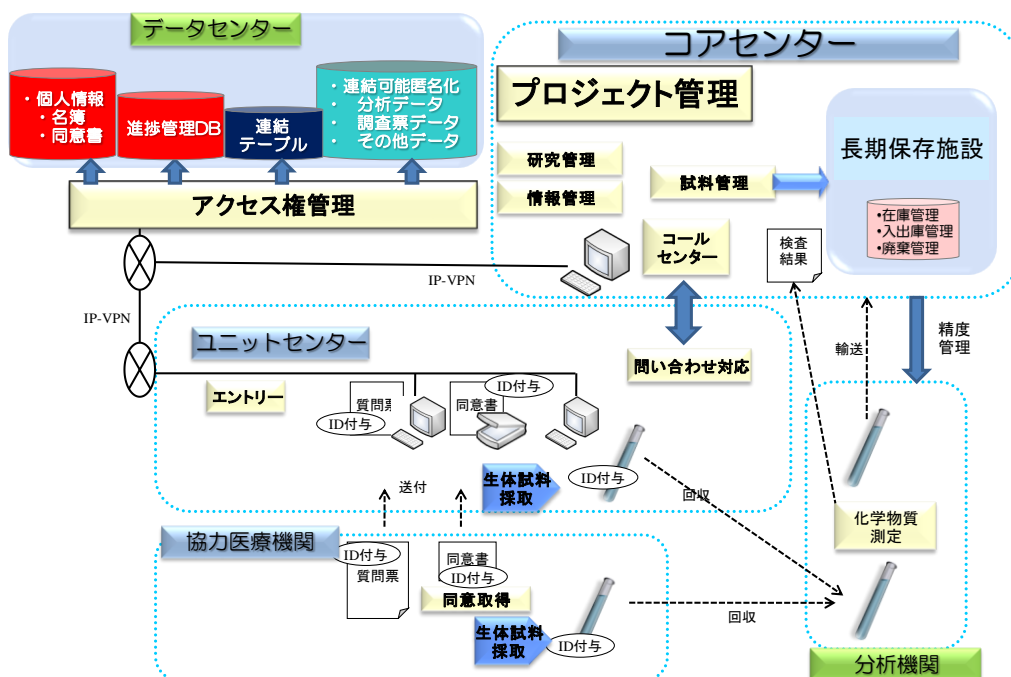 データセンター
・個人情報
・名簿
・同意書
進捗管理DB
連結
テーブル
・連結可能匿名化
・分析データ
・調査票データ
・その他データ
アクセス権管理
コアセンター
プロジェクト管理
研究管理
情報管理
試料管理
コール
センター
長期保存施設
•在庫管理
•入出庫管理
•廃棄管理
検査
結果
IP-VPN
IP-VPN
ユニットセンター
エントリー
質問票
ID付与
同意書
ID付与
問い合わせ対応
輸送
精度
管理
生体試料
採取
ID付与
送付
回収
化学物質
測定
協力医療機関
ID付与
質問票
同意書
ID付与
同意取得
生体試料
採取
ID付与
回収
分析機関